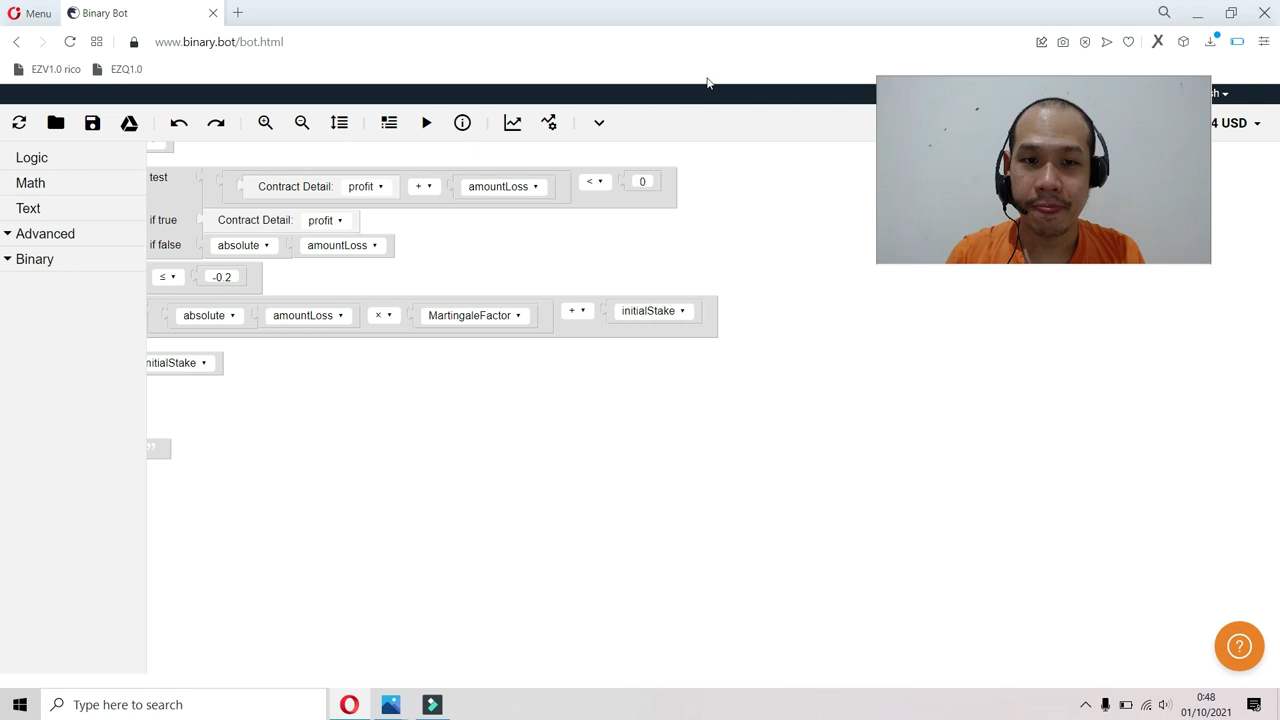 Menu
Binary Bot
www.binary.bot/bot.html
EZV1.0 rico
EZQ1.0
sh
4 USD
Logic
Math
Text
Advanced
Binary
test
Contract Detail: profit + amountLoss < 0
if true
Contract Detail: profit
if false
absolute amountLoss
≤ -0.2
absolute amountLoss × MartingaleFactor + initialStake
nitialStake
”
Type here to search
0:48
01/10/2021